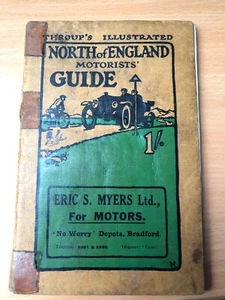 THROUP'S ILLUSTRATED
NORTH of ENGLAND
MOTORISTS'
GUIDE
1/-
ERIC S. MYERS Ltd.,
For MOTORS.
'No Worry' Depots, Bradford.